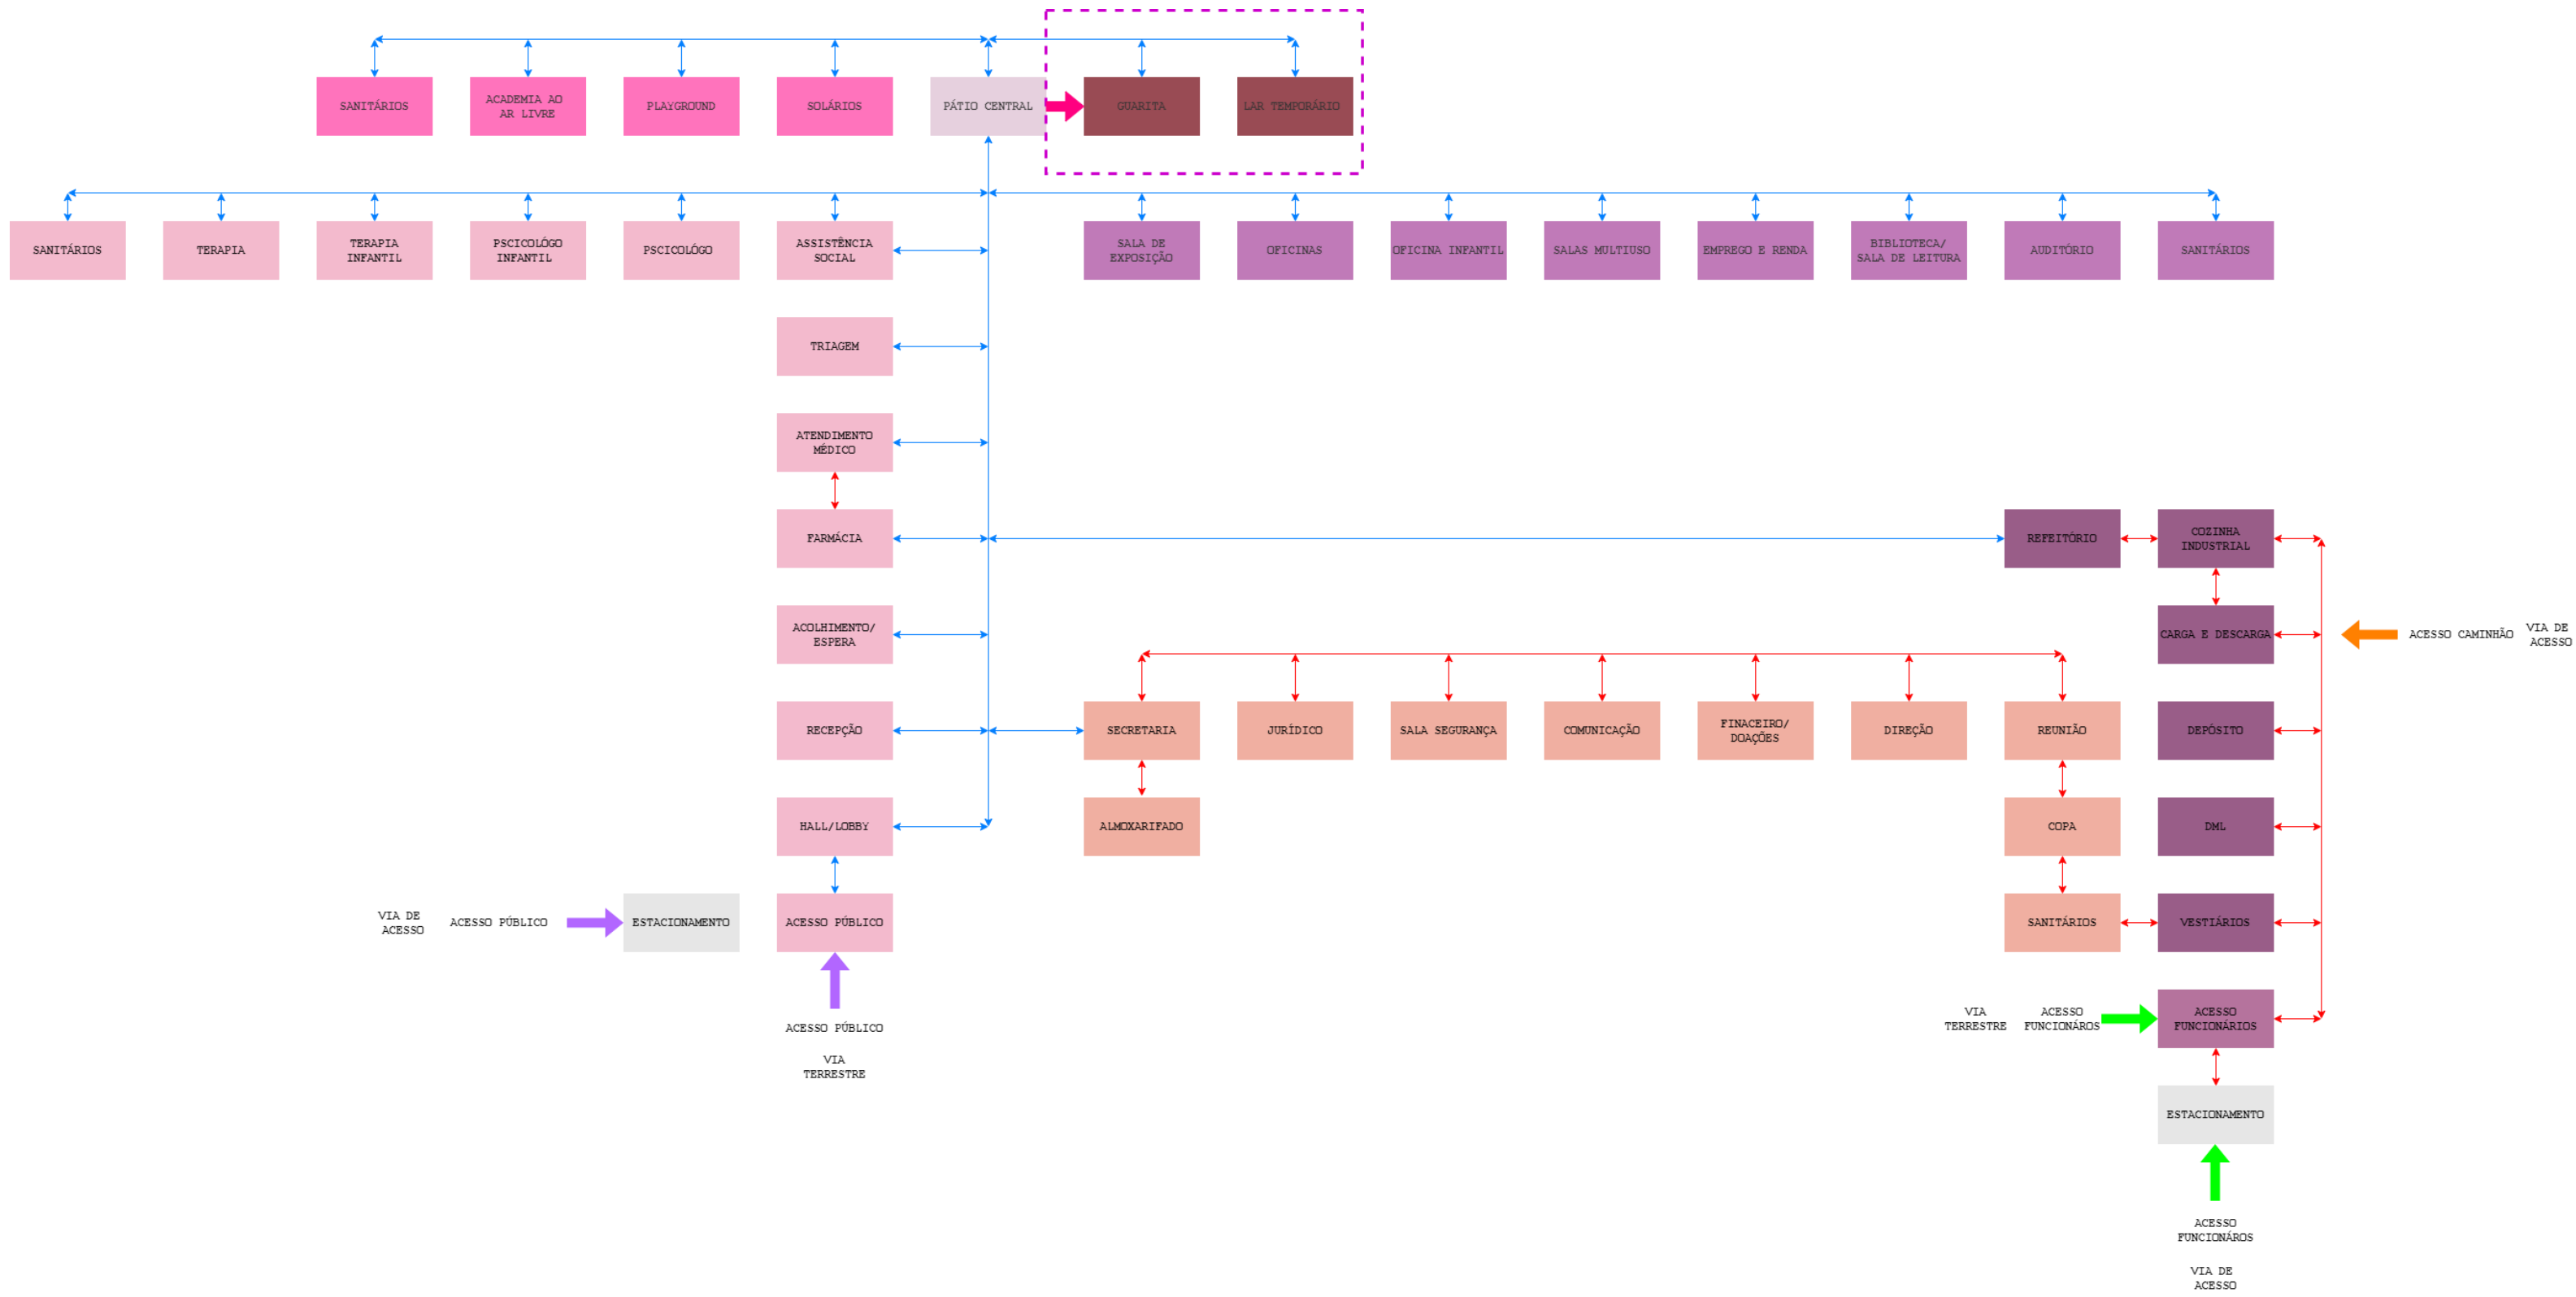 SANITÁRIOS
ACADEMIA AO
AR LIVRE
PLAYGROUND
SOLÁRIOS
PÁTIO CENTRAL
GUARITA
LAR TEMPORÁRIO
SANITÁRIOS
TERAPIA
TERAPIA
INFANTIL
PSCICOLÓGO
INFANTIL
PSCICOLÓGO
ASSISTÊNCIA
SOCIAL
SALA DE
EXPOSIÇÃO
OFICINAS
OFICINA INFANTIL
SALAS MULTIUSO
EMPREGO E RENDA
BIBLIOTECA/
SALA DE LEITURA
AUDITÓRIO
SANITÁRIOS
TRIAGEM
ATENDIMENTO
MÉDICO
FARMÁCIA
REFEITÓRIO
COZINHA
INDUSTRIAL
ACOLHIMENTO/
ESPERA
CARGA E DESCARGA
ACESSO CAMINHÃO
VIA DE
ACESSO
RECEPÇÃO
SECRETARIA
JURÍDICO
SALA SEGURANÇA
COMUNICAÇÃO
FINACEIRO/
DOAÇÕES
DIREÇÃO
REUNIÃO
DEPÓSITO
HALL/LOBBY
ALMOXARIFADO
COPA
DML
VIA DE
ACESSO
ACESSO PÚBLICO
ESTACIONAMENTO
ACESSO PÚBLICO
SANITÁRIOS
VESTIÁRIOS
ACESSO PÚBLICO
VIA
TERRESTRE
VIA
TERRESTRE
ACESSO
FUNCIONÁROS
ACESSO
FUNCIONÁRIOS
ESTACIONAMENTO
ACESSO
FUNCIONÁROS
VIA DE
ACESSO